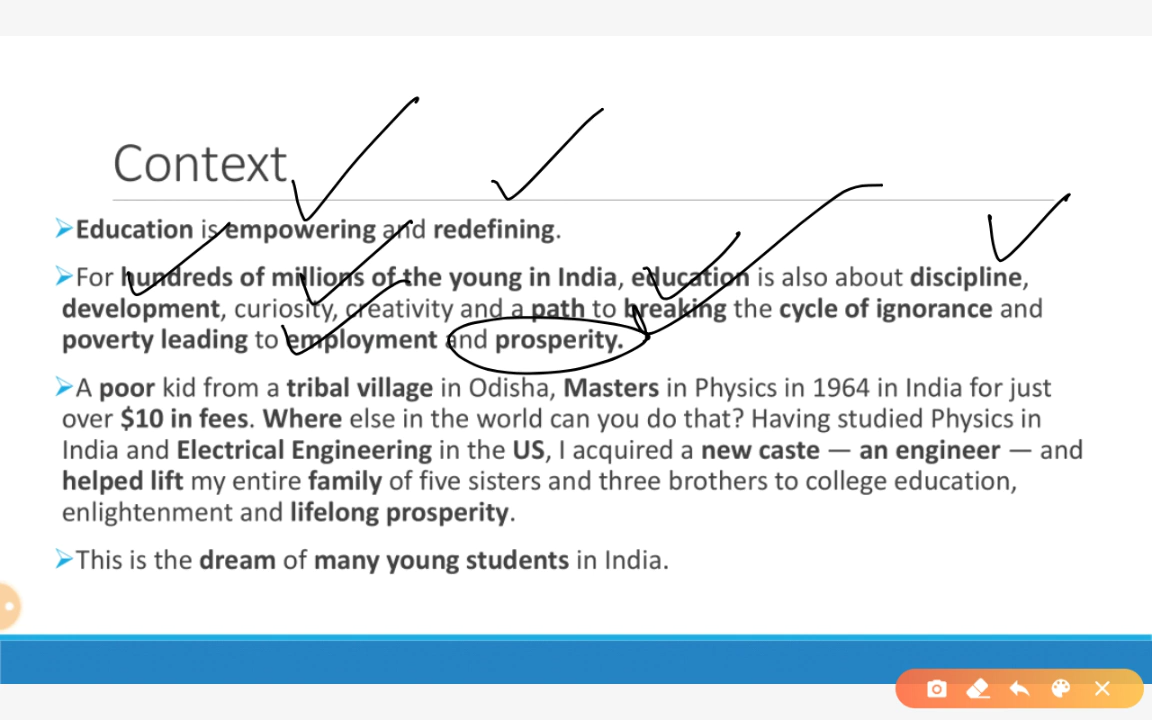 Context
Education is empowering and redefining.
For hundreds of millions of the young in India, education is also about discipline,
development, curiosity, creativity and a path to breaking the cycle of ignorance and
poverty leading to employment and prosperity.
A poor kid from a tribal village in Odisha, Masters in Physics in 1964 in India for just
over $10 in fees. Where else in the world can you do that? Having studied Physics in
India and Electrical Engineering in the US, I acquired a new caste — an engineer — and
helped lift my entire family of five sisters and three brothers to college education,
enlightenment and lifelong prosperity.
This is the dream of many young students in India.